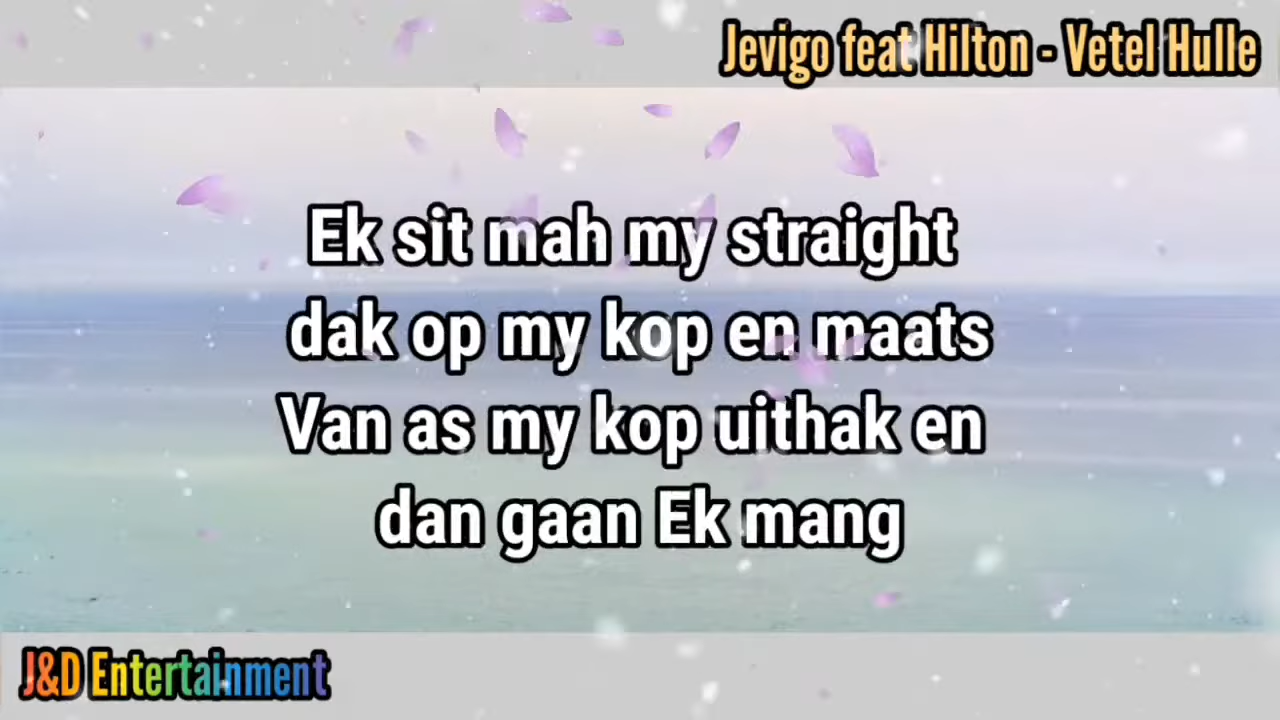 Jevigo feat Hilton - Vetel Hulle
Ek sit mah my straight
dak op my kop en maats
Van as my kop uithak en
dan gaan Ek mang
J&D Entertainment